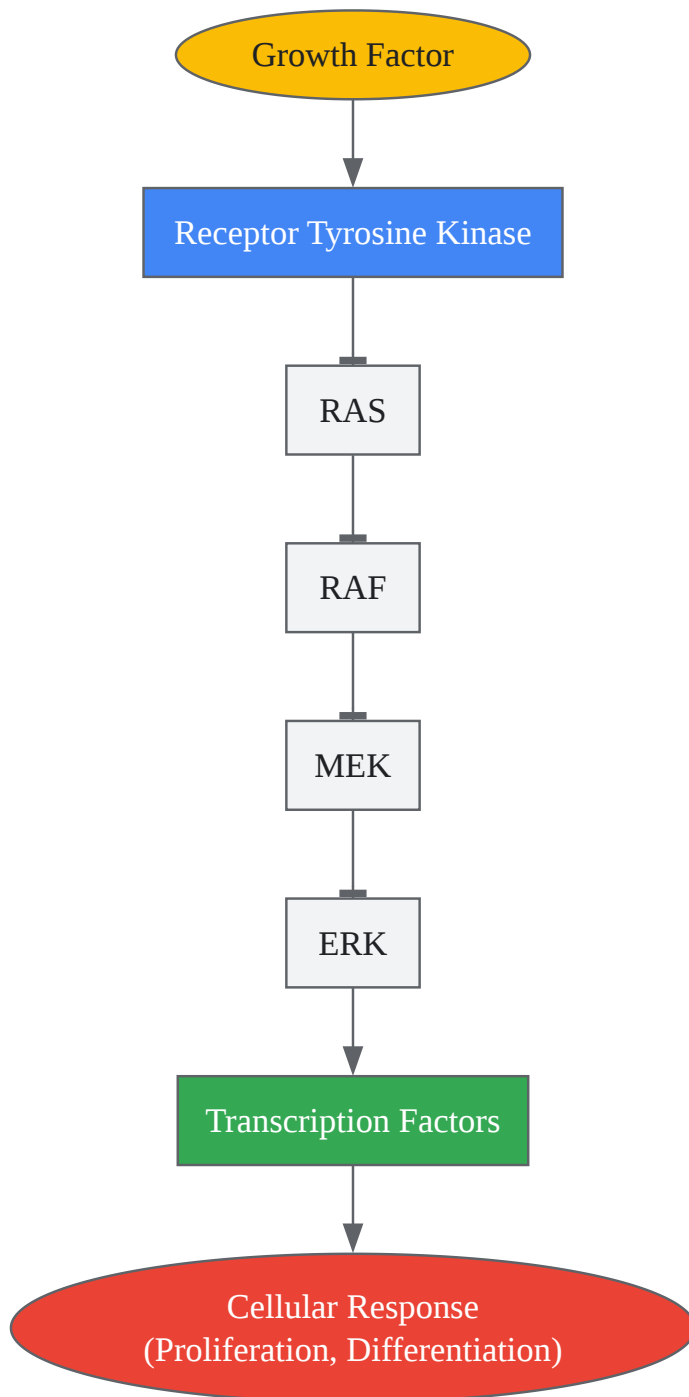 Growth Factor
Receptor Tyrosine Kinase
RAS
RAF
MEK
ERK
Transcription Factors
Cellular Response
(Proliferation, Differentiation)